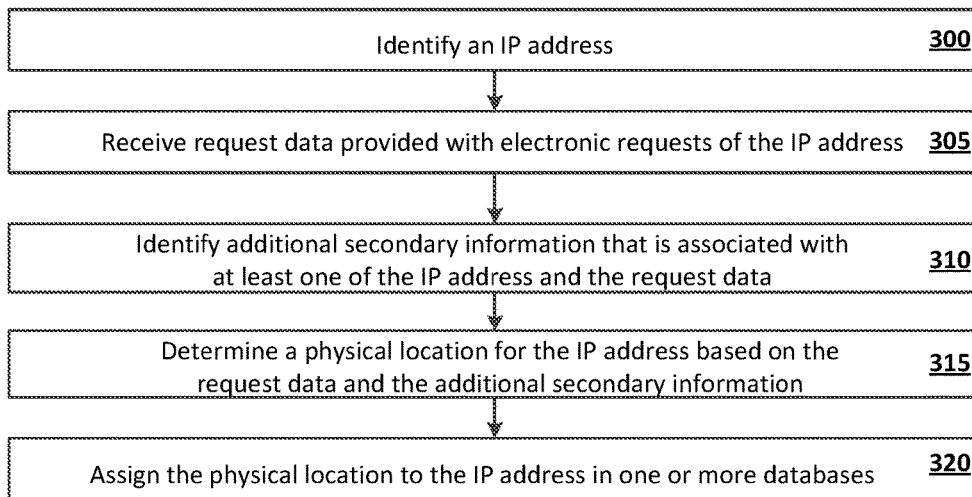 Identify an IP address 300
Receive request data provided with electronic requests of the IP address 305
Identify additional secondary information that is associated with
at least one of the IP address and the request data 310
Determine a physical location for the IP address based on the
request data and the additional secondary information 315
Assign the physical location to the IP address in one or more databases 320